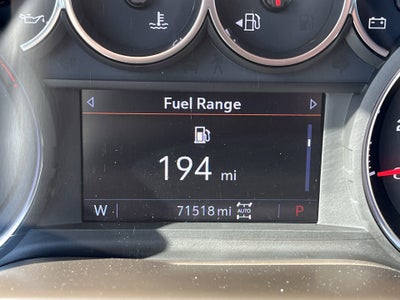 Fuel Range
194 mi
W 71518 mi AUTO P